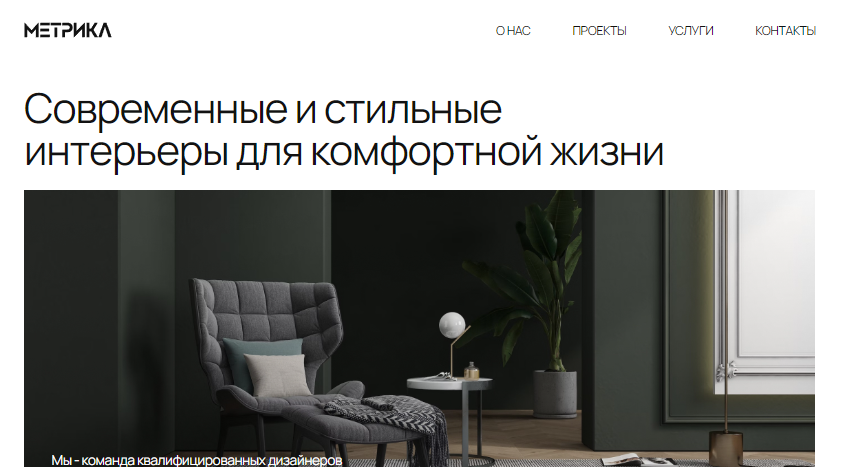 МЕТРИКА
О НАС ПРОЕКТЫ УСЛУГИ КОНТАКТЫ
Современные и стильные
интерьеры для комфортной жизни
Мы - команда квалифицированных дизайнеров